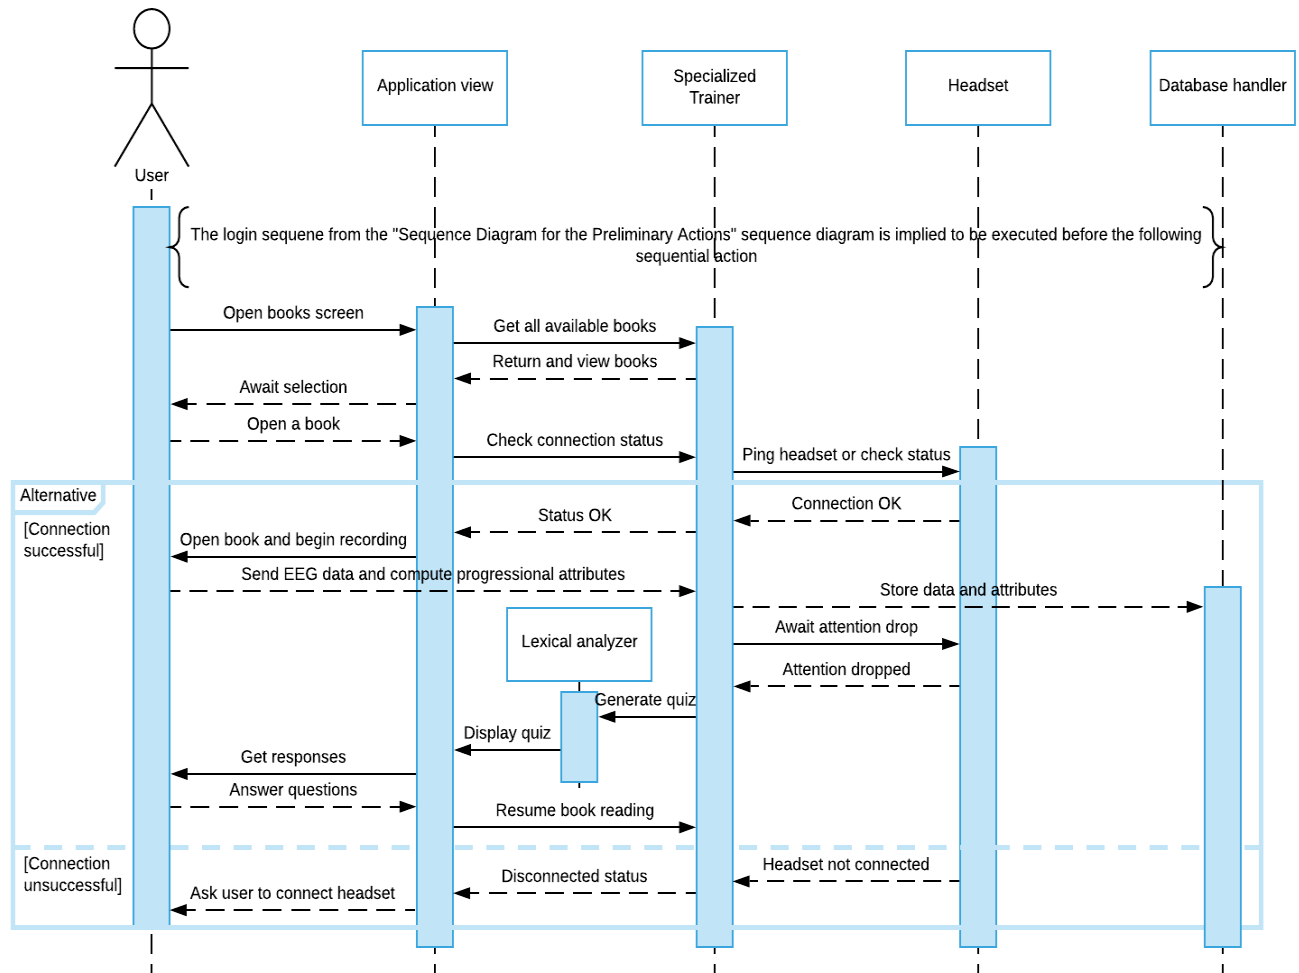 User
Application view
Specialized
Trainer
Headset
Database handler
The login sequene from the "Sequence Diagram for the Preliminary Actions" sequence diagram is implied to be executed before the following
sequential action
Open books screen
Get all available books
Return and view books
Await selection
Open a book
Check connection status
Ping headset or check status
Alternative
[Connection
successful]
Connection OK
Status OK
Open book and begin recording
Send EEG data and compute progressional attributes
Store data and attributes
Await attention drop
Lexical analyzer
Attention dropped
Generate quiz
Display quiz
Get responses
Answer questions
Resume book reading
[Connection
unsuccessful]
Headset not connected
Disconnected status
Ask user to connect headset